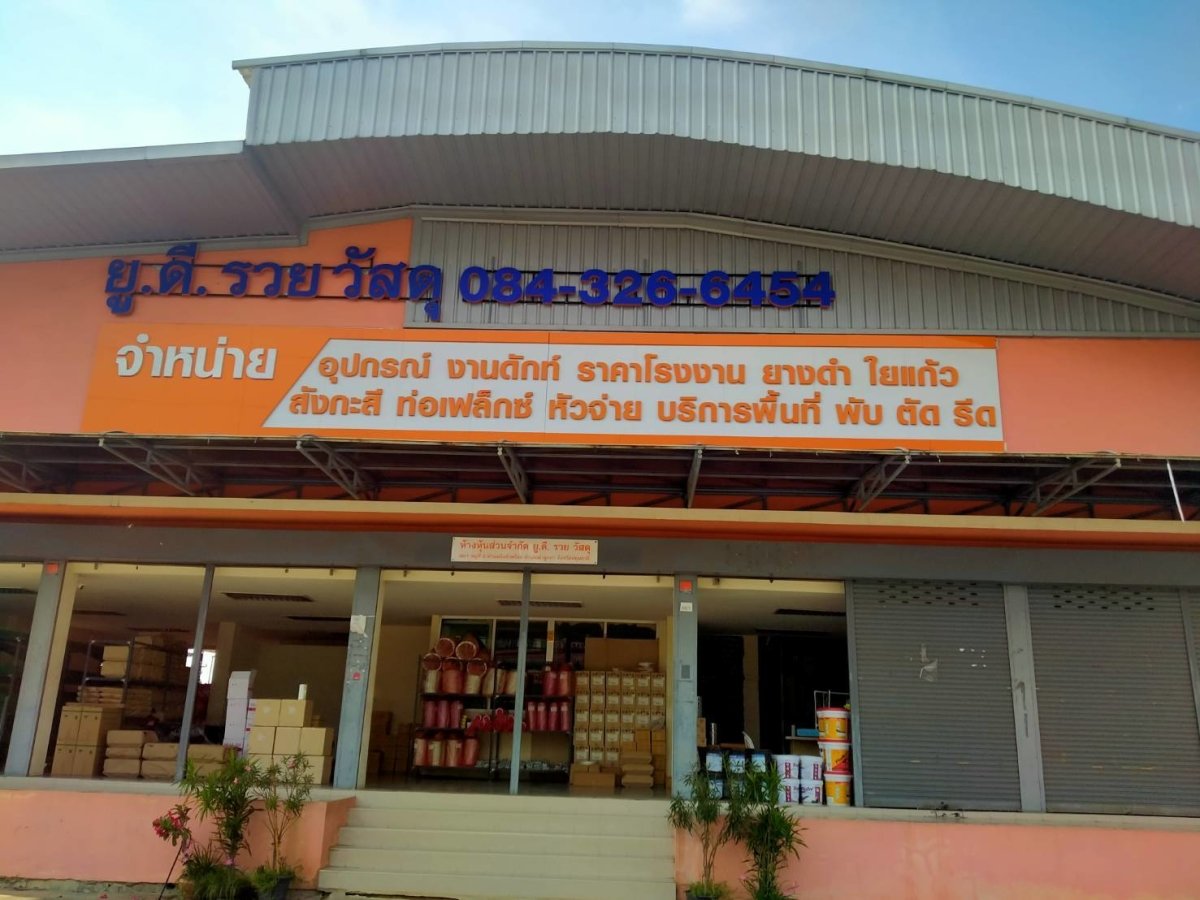 ยู.ดี. รวย วัสดุ 084-326-6454
จำหน่าย
อุปกรณ์ งานดักท์ ราคาโรงงาน ยางดำ ใยแก้ว
สังกะสี ท่อเฟล็กซ์ หัวจ่าย บริการพื้นที่ พับ ตัด รีด
ห้างหุ้นส่วนจำกัด ยู.ดี. รวย วัสดุ